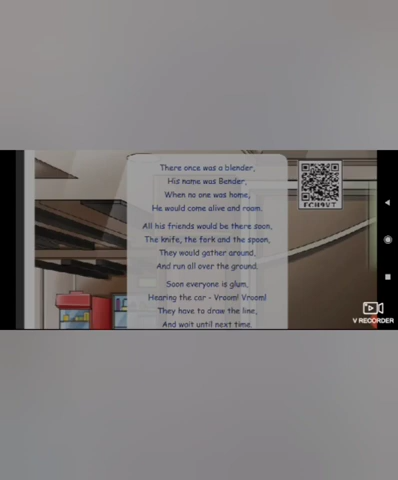 There once was a blender,
His name was Bender,
When no one was home,
He would come alive and roam.
All his friends would be there soon,
The knife, the fork and the spoon,
They would gather around,
And run all over the ground.
Soon everyone is glum,
Hearing the car - Vroom! Vroom!
They have to draw the line,
And wait until next time.
V RECORDER